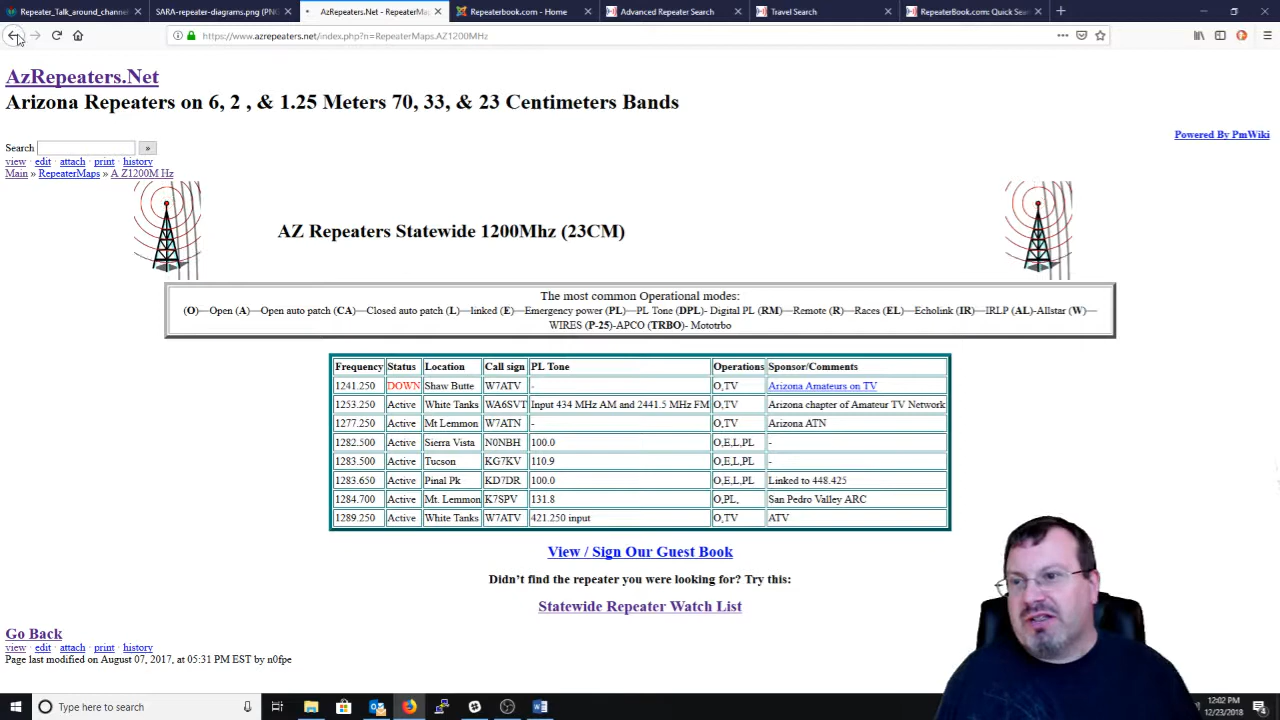 Repeater_Talk_around_channel
SARA-repeater-diagrams.png (PNG
AzRepeaters.Net - RepeaterMap
Repeaterbook.com - Home
Advanced Repeater Search
Travel Search
RepeaterBook.com: Quick Sea
https://www.azrepeaters.net/index.php?n=RepeaterMaps.AZ1200MHz
AzRepeaters.Net
Arizona Repeaters on 6, 2 , & 1.25 Meters 70, 33, & 23 Centimeters Bands
Powered By PmWiki
Search »
view · edit · attach · print · history
Main » RepeaterMaps » A Z1200M Hz
AZ Repeaters Statewide 1200Mhz (23CM)
The most common Operational modes:
(O)—Open (A)—Open auto patch (CA)—Closed auto patch (L)—linked (E)—Emergency power (PL)—PL Tone (DPL)- Digital PL (RM)—Remote (R)—Races (EL)—Echolink (IR)—IRLP (AL)-Allstar (W)—
WIRES (P-25)-APCO (TRBO)- Mototrbo
Frequency Status Location Call sign PL Tone Operations Sponsor/Comments
1241.250 DOWN Shaw Butte W7ATV - O,TV Arizona Amateurs on TV
1253.250 Active White Tanks WA6SVT Input 434 MHz AM and 2441.5 MHz FM O,TV Arizona chapter of Amateur TV Network
1277.250 Active Mt Lemmon W7ATN - O,TV Arizona ATN
1282.500 Active Sierra Vista N0NBH 100.0 O,E,L,PL -
1283.500 Active Tucson KG7KV 110.9 O,E,L,PL -
1283.650 Active Pinal Pk KD7DR 100.0 O,E,L,PL Linked to 448.425
1284.700 Active Mt. Lemmon K7SPV 131.8 O,PL, San Pedro Valley ARC
1289.250 Active White Tanks W7ATV 421.250 input O,TV ATV
View / Sign Our Guest Book
Didn't find the repeater you were looking for? Try this:
Statewide Repeater Watch List
Go Back
view · edit · attach · print · history
Page last modified on August 07, 2017, at 05:31 PM EST by n0fpe
Type here to search
12:02 PM
12/23/2018
4